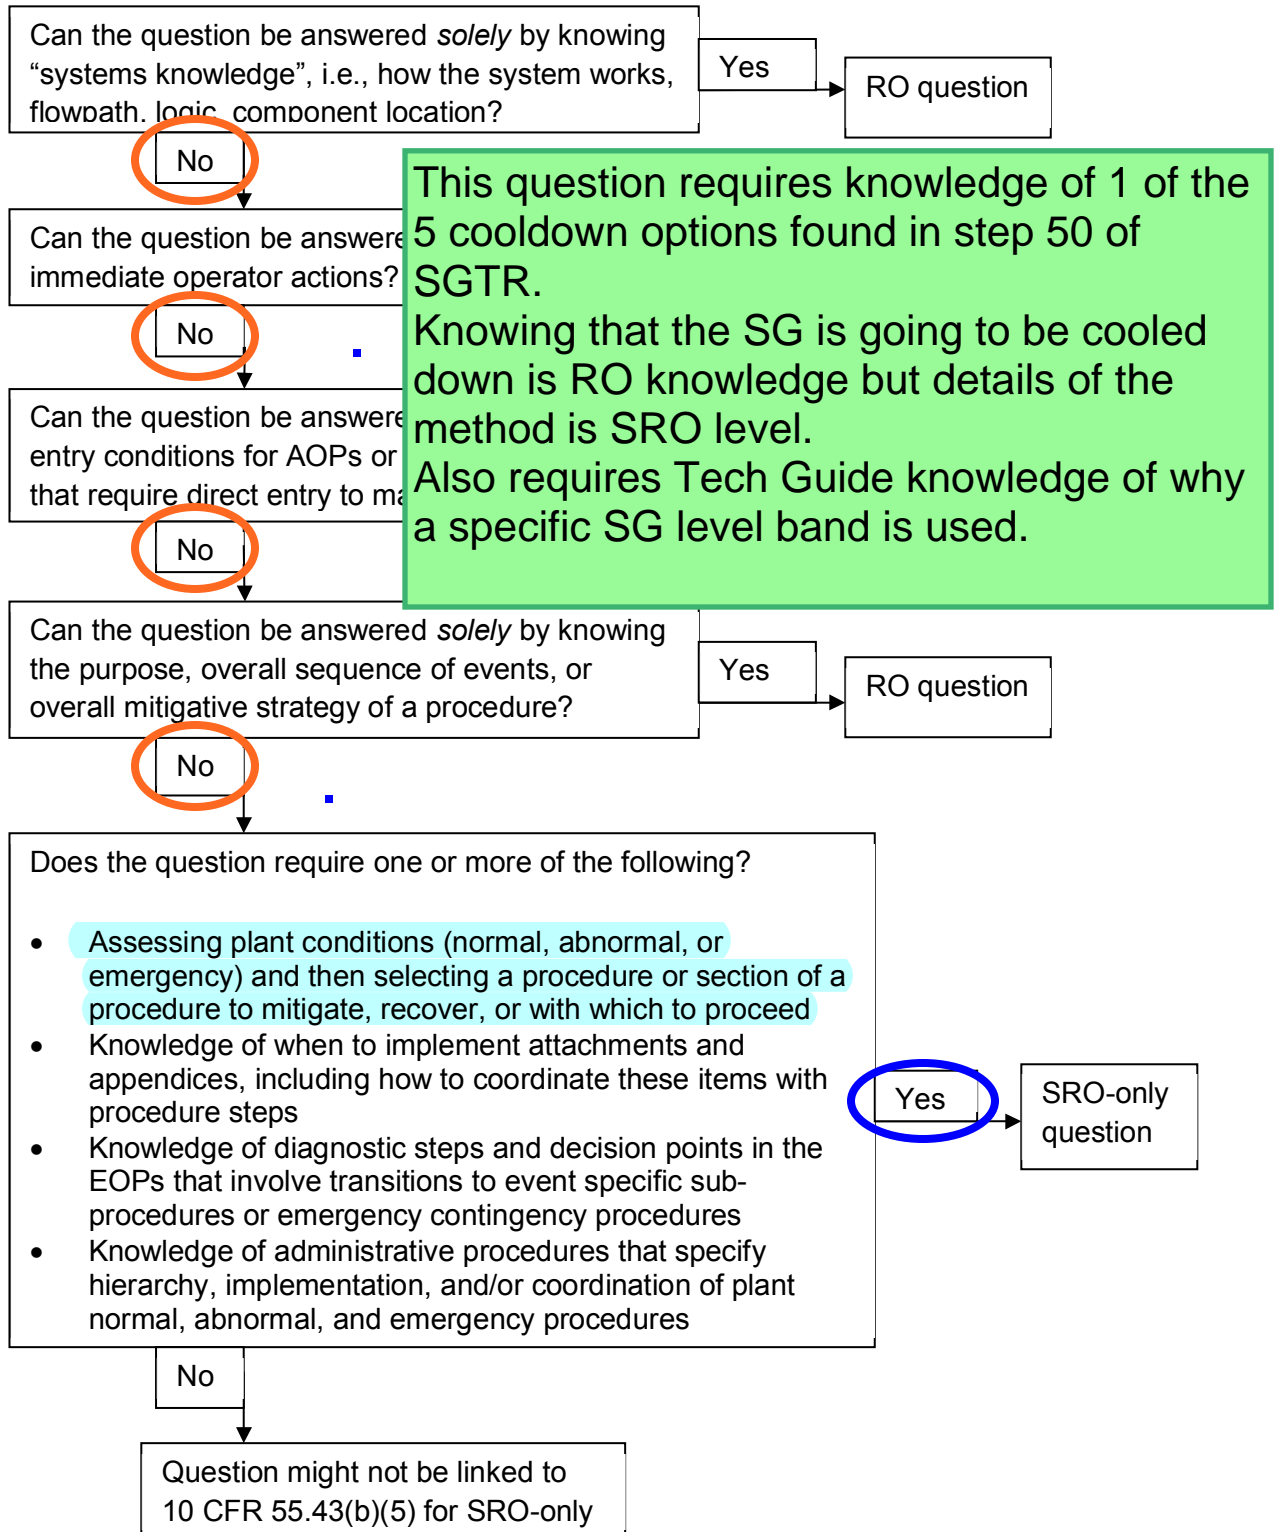 Can the question be answered solely by knowing
“systems knowledge”, i.e., how the system works,
flowpath, logic, component location?
Yes
RO question
No
This question requires knowledge of 1 of the
5 cooldown options found in step 50 of
SGTR.
Knowing that the SG is going to be cooled
down is RO knowledge but details of the
method is SRO level.
Also requires Tech Guide knowledge of why
a specific SG level band is used.
Can the question be answere
immediate operator actions?
No
Can the question be answere
entry conditions for AOPs or
that require direct entry to ma
No
Can the question be answered solely by knowing
the purpose, overall sequence of events, or
overall mitigative strategy of a procedure?
Yes
RO question
No
Does the question require one or more of the following?
• Assessing plant conditions (normal, abnormal, or
emergency) and then selecting a procedure or section of a
procedure to mitigate, recover, or with which to proceed
• Knowledge of when to implement attachments and
appendices, including how to coordinate these items with
procedure steps
• Knowledge of diagnostic steps and decision points in the
EOPs that involve transitions to event specific sub-
procedures or emergency contingency procedures
• Knowledge of administrative procedures that specify
hierarchy, implementation, and/or coordination of plant
normal, abnormal, and emergency procedures
Yes
SRO-only
question
No
Question might not be linked to
10 CFR 55.43(b)(5) for SRO-only